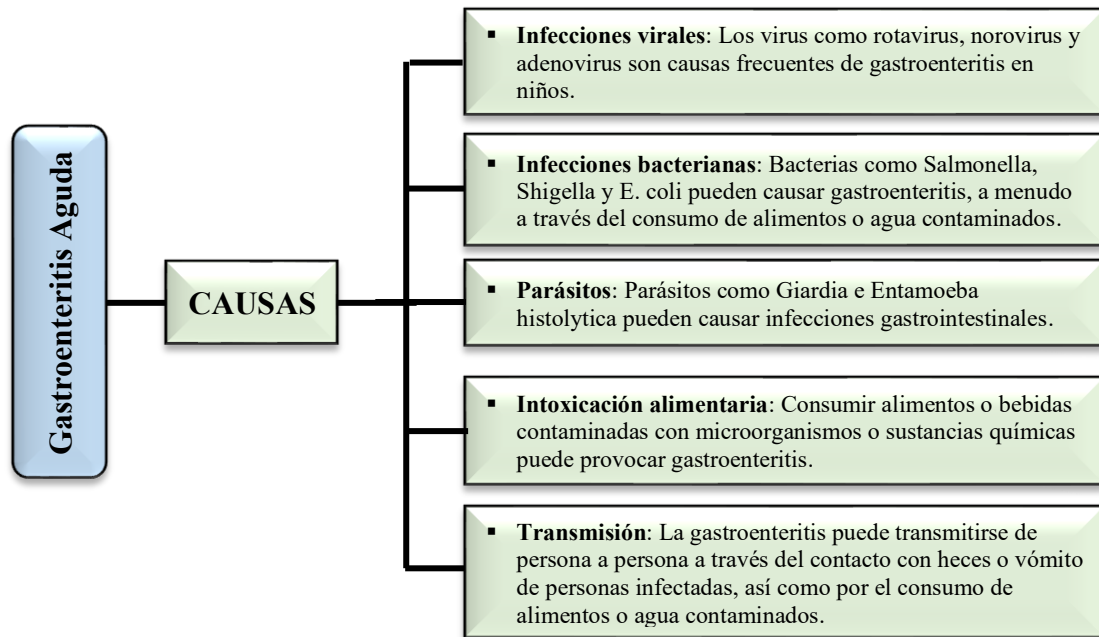 Gastroenteritis Aguda
CAUSAS
▪ Infecciones virales: Los virus como rotavirus, norovirus y
adenovirus son causas frecuentes de gastroenteritis en
niños.
▪ Infecciones bacterianas: Bacterias como Salmonella,
Shigella y E. coli pueden causar gastroenteritis, a menudo
a través del consumo de alimentos o agua contaminados.
▪ Parásitos: Parásitos como Giardia e Entamoeba
histolytica pueden causar infecciones gastrointestinales.
▪ Intoxicación alimentaria: Consumir alimentos o bebidas
contaminadas con microorganismos o sustancias químicas
puede provocar gastroenteritis.
▪ Transmisión: La gastroenteritis puede transmitirse de
persona a persona a través del contacto con heces o vómito
de personas infectadas, así como por el consumo de
alimentos o agua contaminados.